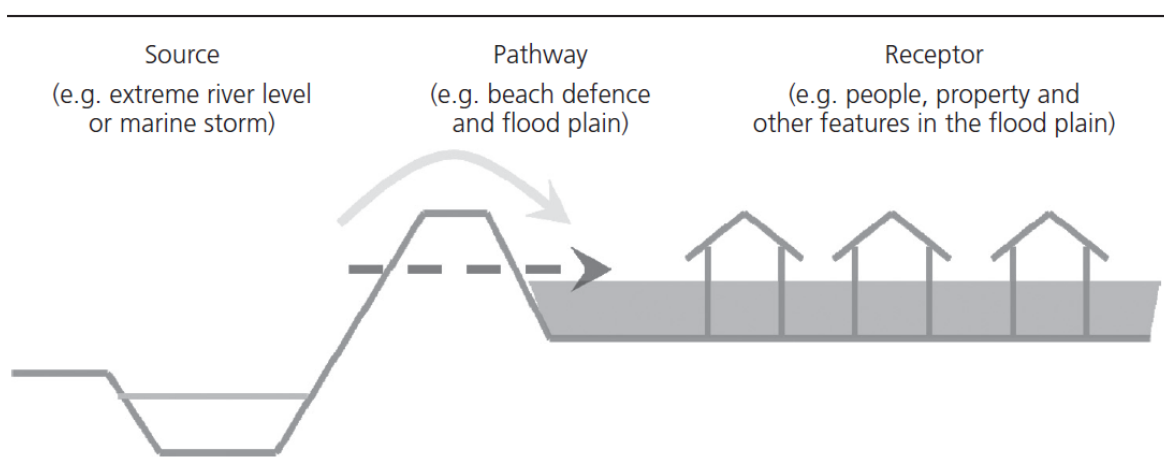 Source
(e.g. extreme river level
or marine storm)
Pathway
(e.g. beach defence
and flood plain)
Receptor
(e.g. people, property and
other features in the flood plain)